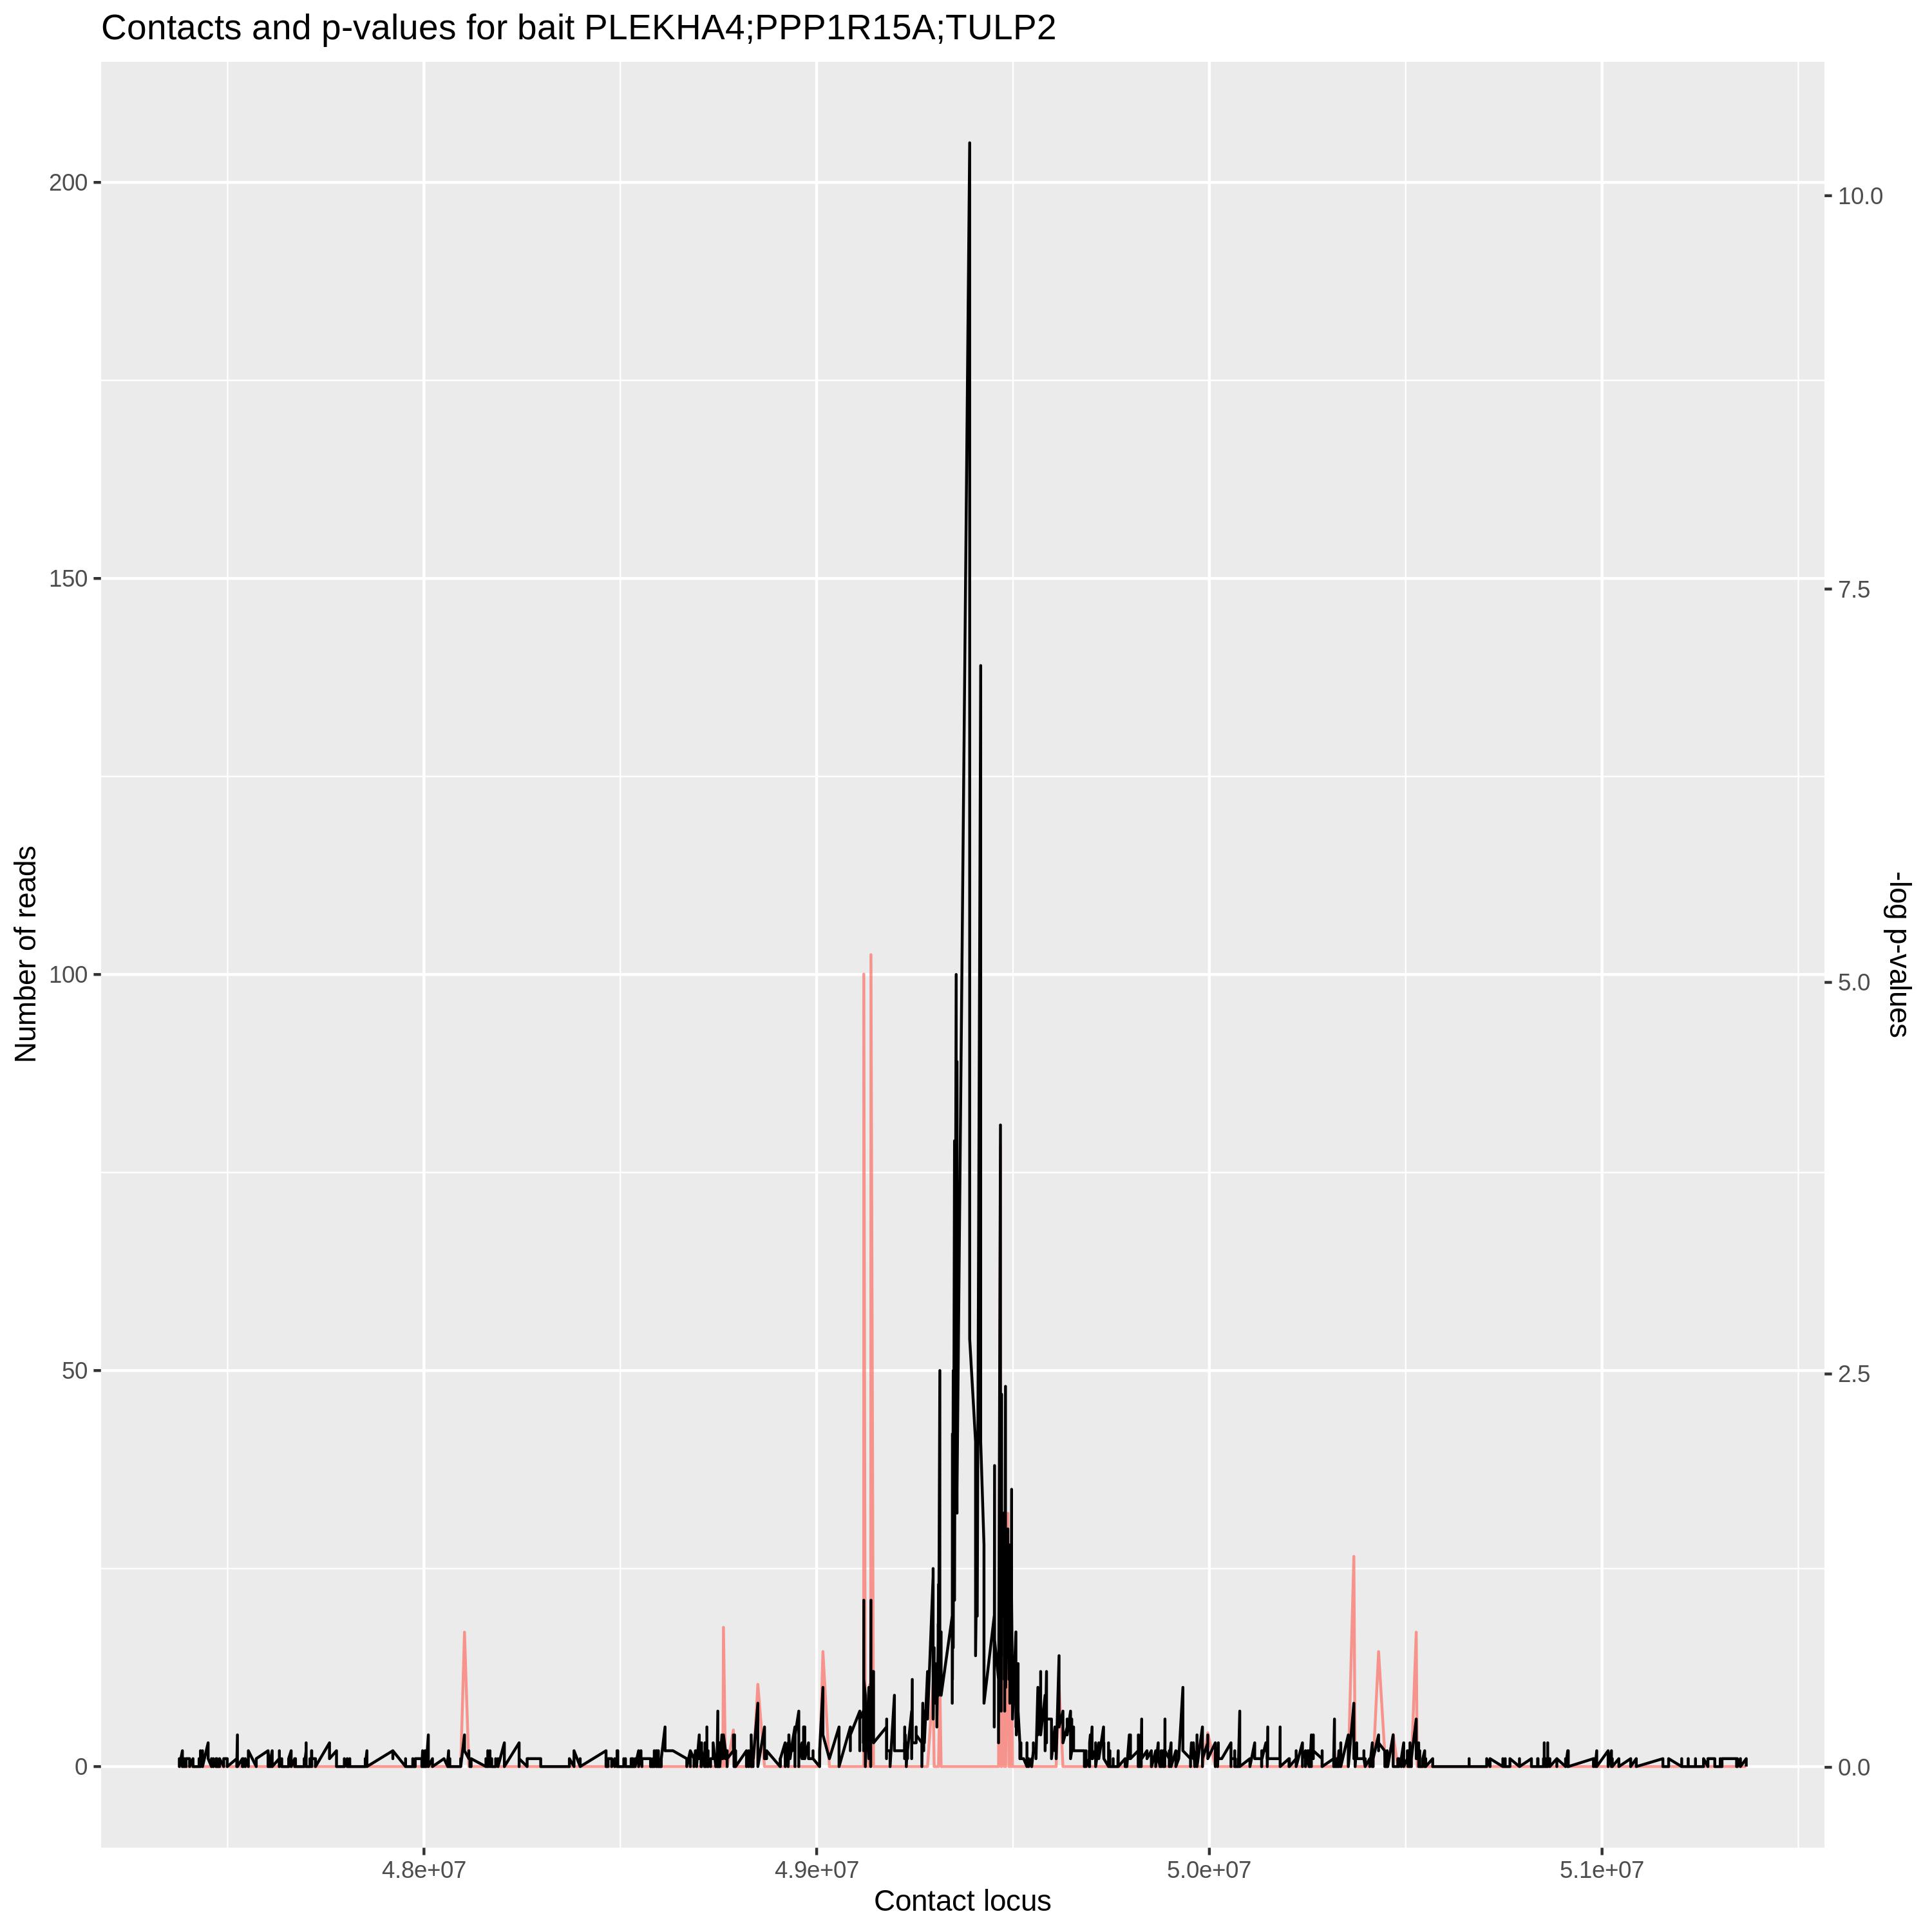 Contacts and p-values for bait PLEKHA4;PPP1R15A;TULP2
200
150
100
50
0
Number of reads
10.0
7.5
5.0
2.5
0.0
-log p-values
4.8e+07
4.9e+07
5.0e+07
5.1e+07
Contact locus